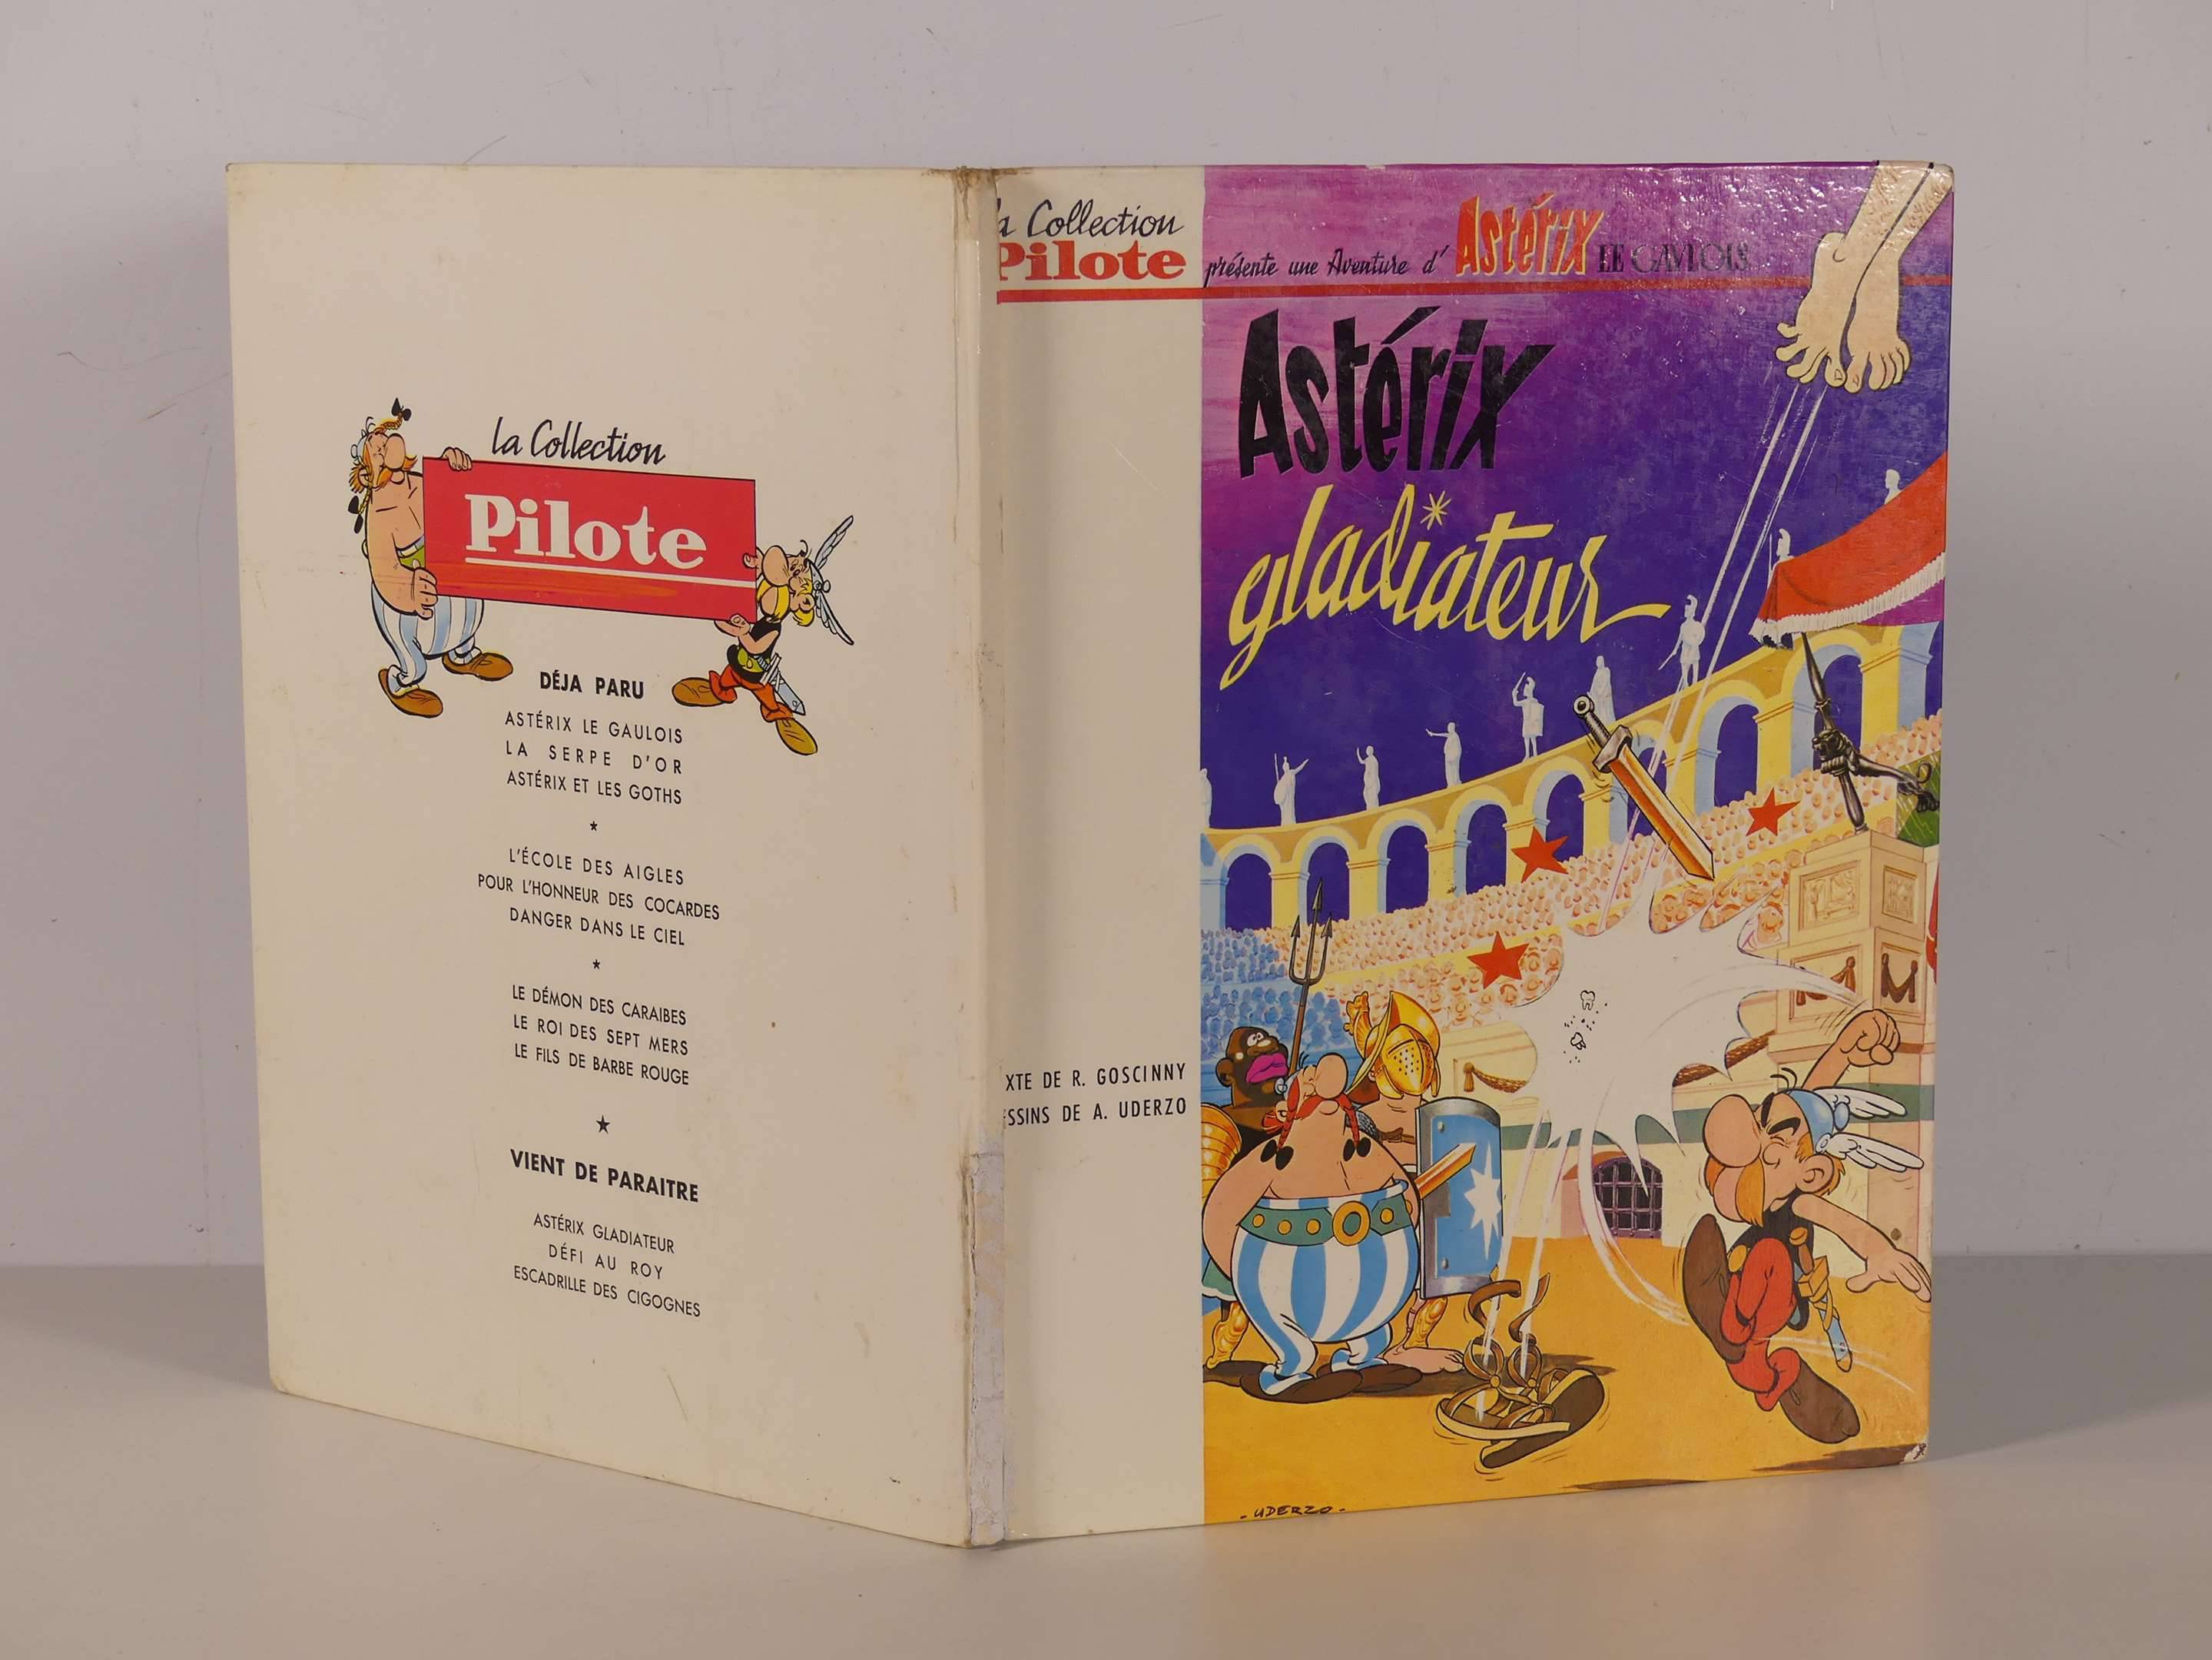 la Collection
Pilote
DÉJA PARU
ASTÉRIX LE GAULOIS
LA SERPE D'OR
ASTÉRIX ET LES GOTHS
★
L'ÉCOLE DES AIGLES
POUR L'HONNEUR DES COCARDES
DANGER DANS LE CIEL
★
LE DÉMON DES CARAIBES
LE ROI DES SEPT MERS
LE FILS DE BARBE ROUGE
★
VIENT DE PARAITRE
ASTÉRIX GLADIATEUR
DÉFI AU ROY
ESCADRILLE DES CIGOGNES
a Collection
Pilote présente une Aventure d'Astérix LE GAVLOIS
Astérix
gladiateur
XTE DE R. GOSCINNY
SSINS DE A. UDERZO
- UDERZO -